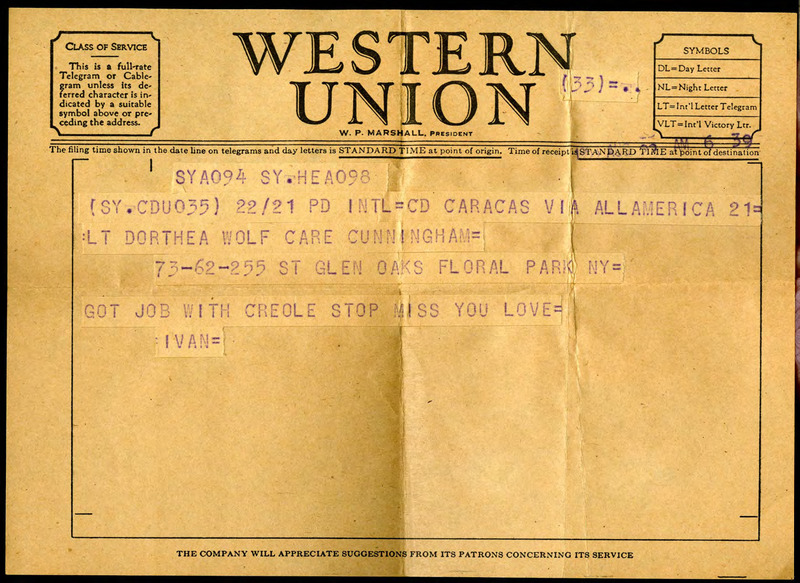 CLASS OF SERVICE
This is a full-rate
Telegram or Cable-
gram unless its de-
ferred character is in-
dicated by a suitable
symbol above or pre-
ceding the address.
WESTERN
UNION
W. P. MARSHALL, PRESIDENT
(33)=..
SYMBOLS
DL=Day Letter
NL=Night Letter
LT=Int'l Letter Telegram
VLT=Int'l Victory Ltr.
The filing time shown in the date line on telegrams and day letters is STANDARD TIME at point of origin. Time of receipt is STANDARD TIME at point of destination
AM 6 39
SYA094 SY.HEA098
(SY.CDU035) 22/21 PD INTL=CD CARACAS VIA ALLAMERICA 21=
:LT DORTHEA WOLF CARE CUNNINGHAM=
73-62-255 ST GLEN OAKS FLORAL PARK NY=
GOT JOB WITH CREOLE STOP MISS YOU LOVE=
:IVAN=
THE COMPANY WILL APPRECIATE SUGGESTIONS FROM ITS PATRONS CONCERNING ITS SERVICE